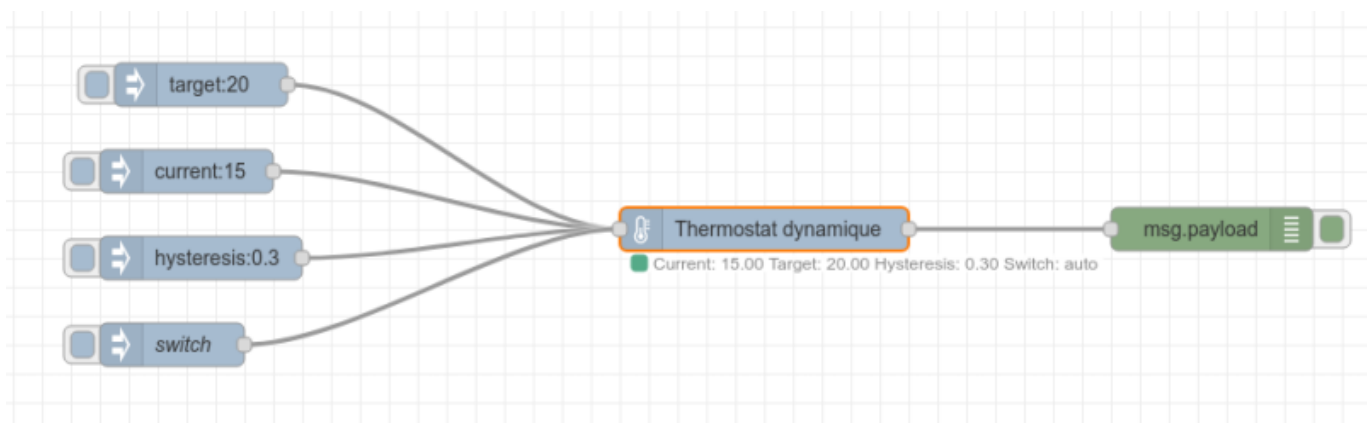 target:20
current:15
hysteresis:0.3
switch
Thermostat dynamique
Current: 15.00 Target: 20.00 Hysteresis: 0.30 Switch: auto
msg.payload